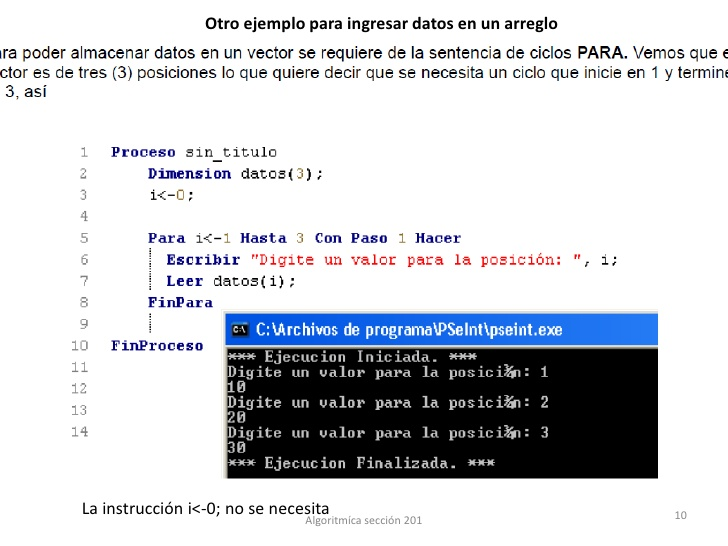 Otro ejemplo para ingresar datos en un arreglo
poder almacenar datos en un vector se requiere de la sentencia de ciclos PARA. Vemos que
es de tres (3) posiciones lo que quiere decir que se necesita un ciclo que inicie en 1 y termine
3, así
1 Proceso sin_titulo
2 Dimension datos(3);
3 i<-0;
4
5 Para i<-1 Hasta 3 Con Paso 1 Hacer
6 Escribir "Digite un valor para la posición: ", i;
7 Leer datos(i);
8 FinPara
9
10 FinProceso
11
12
13
14
C:\Archivos de programa\PSeInt\pseint.exe
*** Ejecucion Iniciada. ***
Digite un valor para la posici¾n: 1
10
Digite un valor para la posici¾n: 2
20
Digite un valor para la posici¾n: 3
30
*** Ejecucion Finalizada. ***
La instrucción i<-0; no se necesita
Algoritmíca sección 201
10